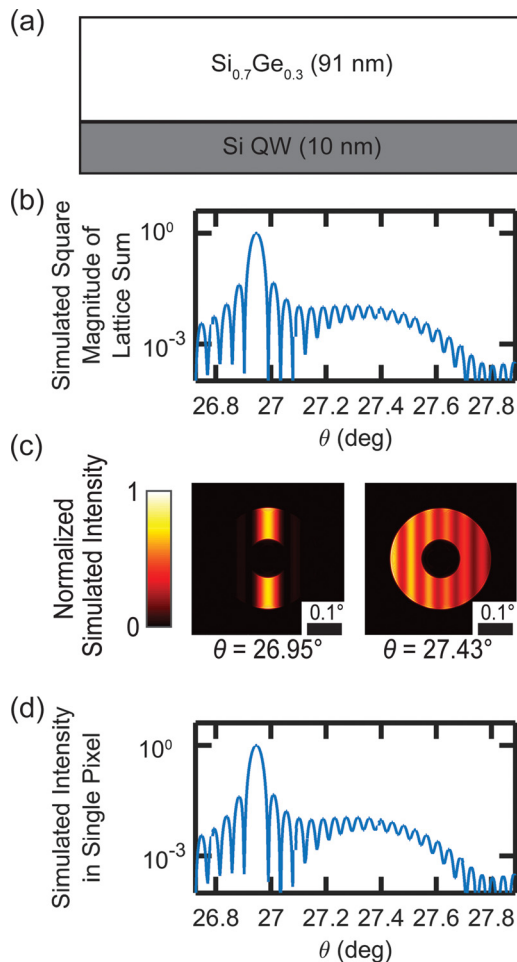 (a)
Si0.7Ge0.3 (91 nm)
Si QW (10 nm)
(b)
Simulated Square
Magnitude of
Lattice Sum
10^0
10^-3
26.8 27 27.2 27.4 27.6 27.8
θ (deg)
(c)
Normalized
Simulated Intensity
1
0
0.1°
0.1°
θ = 26.95°
θ = 27.43°
(d)
Simulated Intensity
in Single Pixel
10^0
10^-3
26.8 27 27.2 27.4 27.6 27.8
θ (deg)